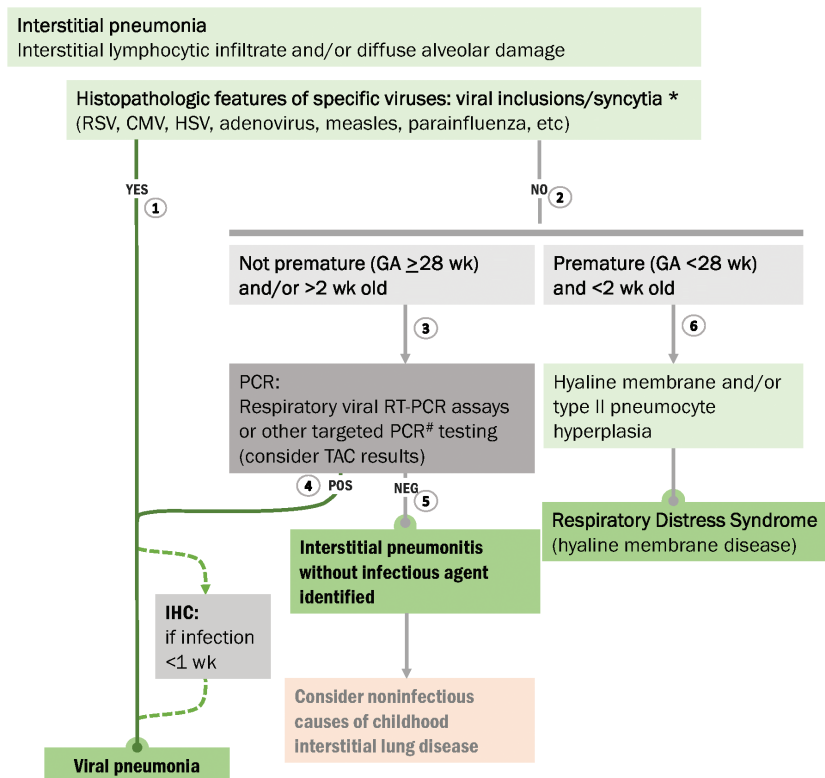 Interstitial pneumonia
Interstitial lymphocytic infiltrate and/or diffuse alveolar damage
Histopathologic features of specific viruses: viral inclusions/syncytia *
(RSV, CMV, HSV, adenovirus, measles, parainfluenza, etc)
YES
1
NO
2
Not premature (GA ≥28 wk)
and/or >2 wk old
Premature (GA <28 wk)
and <2 wk old
3
6
PCR:
Respiratory viral RT-PCR assays
or other targeted PCR# testing
(consider TAC results)
Hyaline membrane and/or
type II pneumocyte
hyperplasia
4
POS
NEG
5
Respiratory Distress Syndrome
(hyaline membrane disease)
Interstitial pneumonitis
without infectious agent
identified
IHC:
if infection
<1 wk
Consider noninfectious
causes of childhood
interstitial lung disease
Viral pneumonia